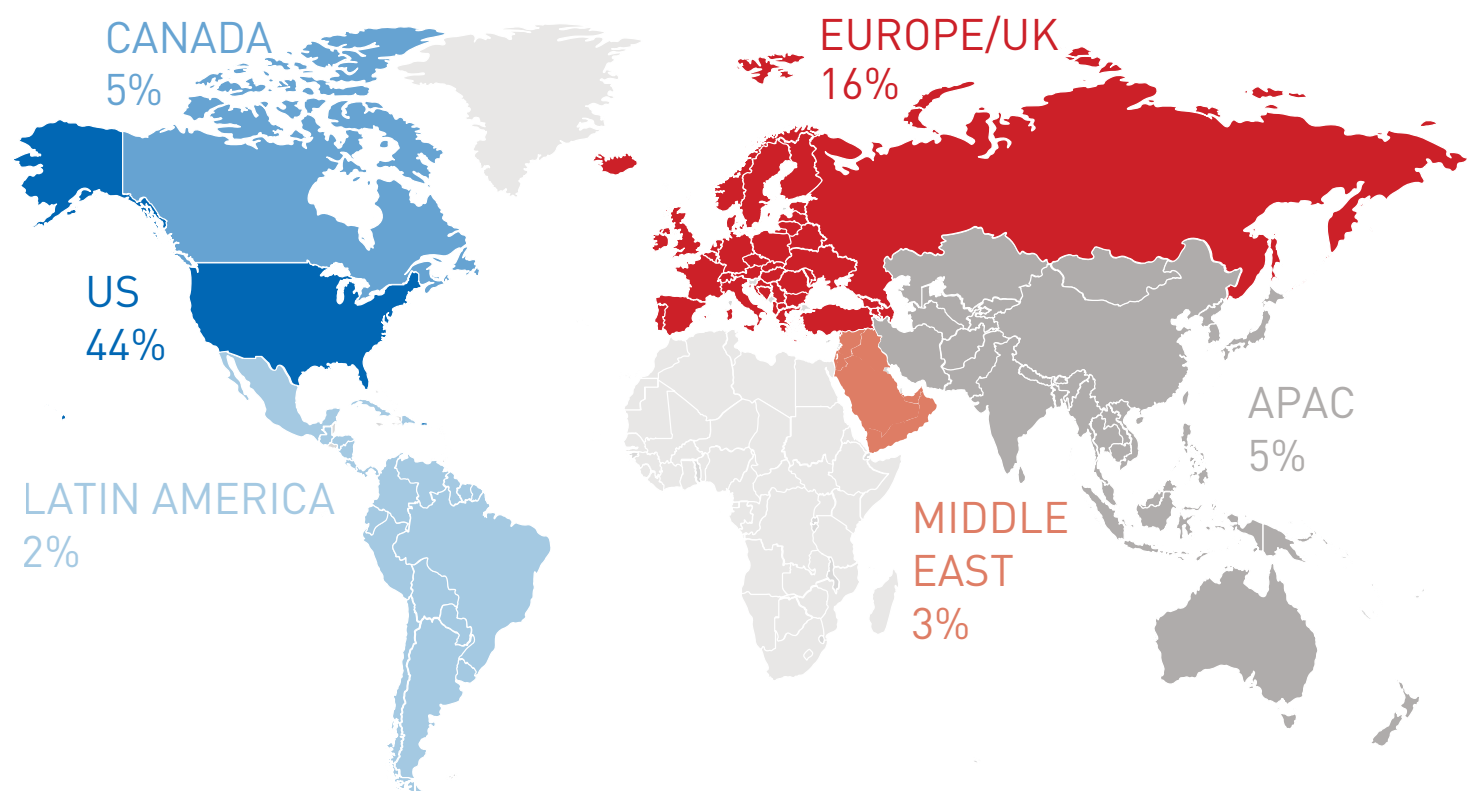 CANADA
5%
EUROPE/UK
16%
US
44%
APAC
5%
LATIN AMERICA
2%
MIDDLE
EAST
3%